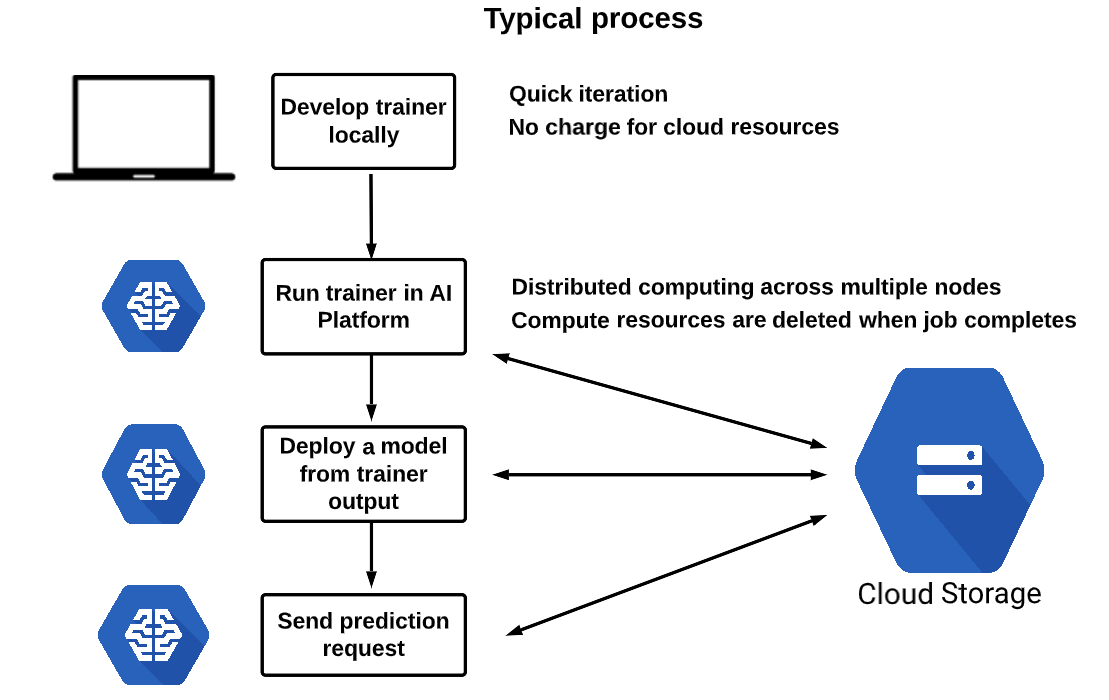 Typical process
Develop trainer
locally
Quick iteration
No charge for cloud resources
Run trainer in AI
Platform
Distributed computing across multiple nodes
Compute resources are deleted when job completes
Deploy a model
from trainer
output
Cloud Storage
Send prediction
request